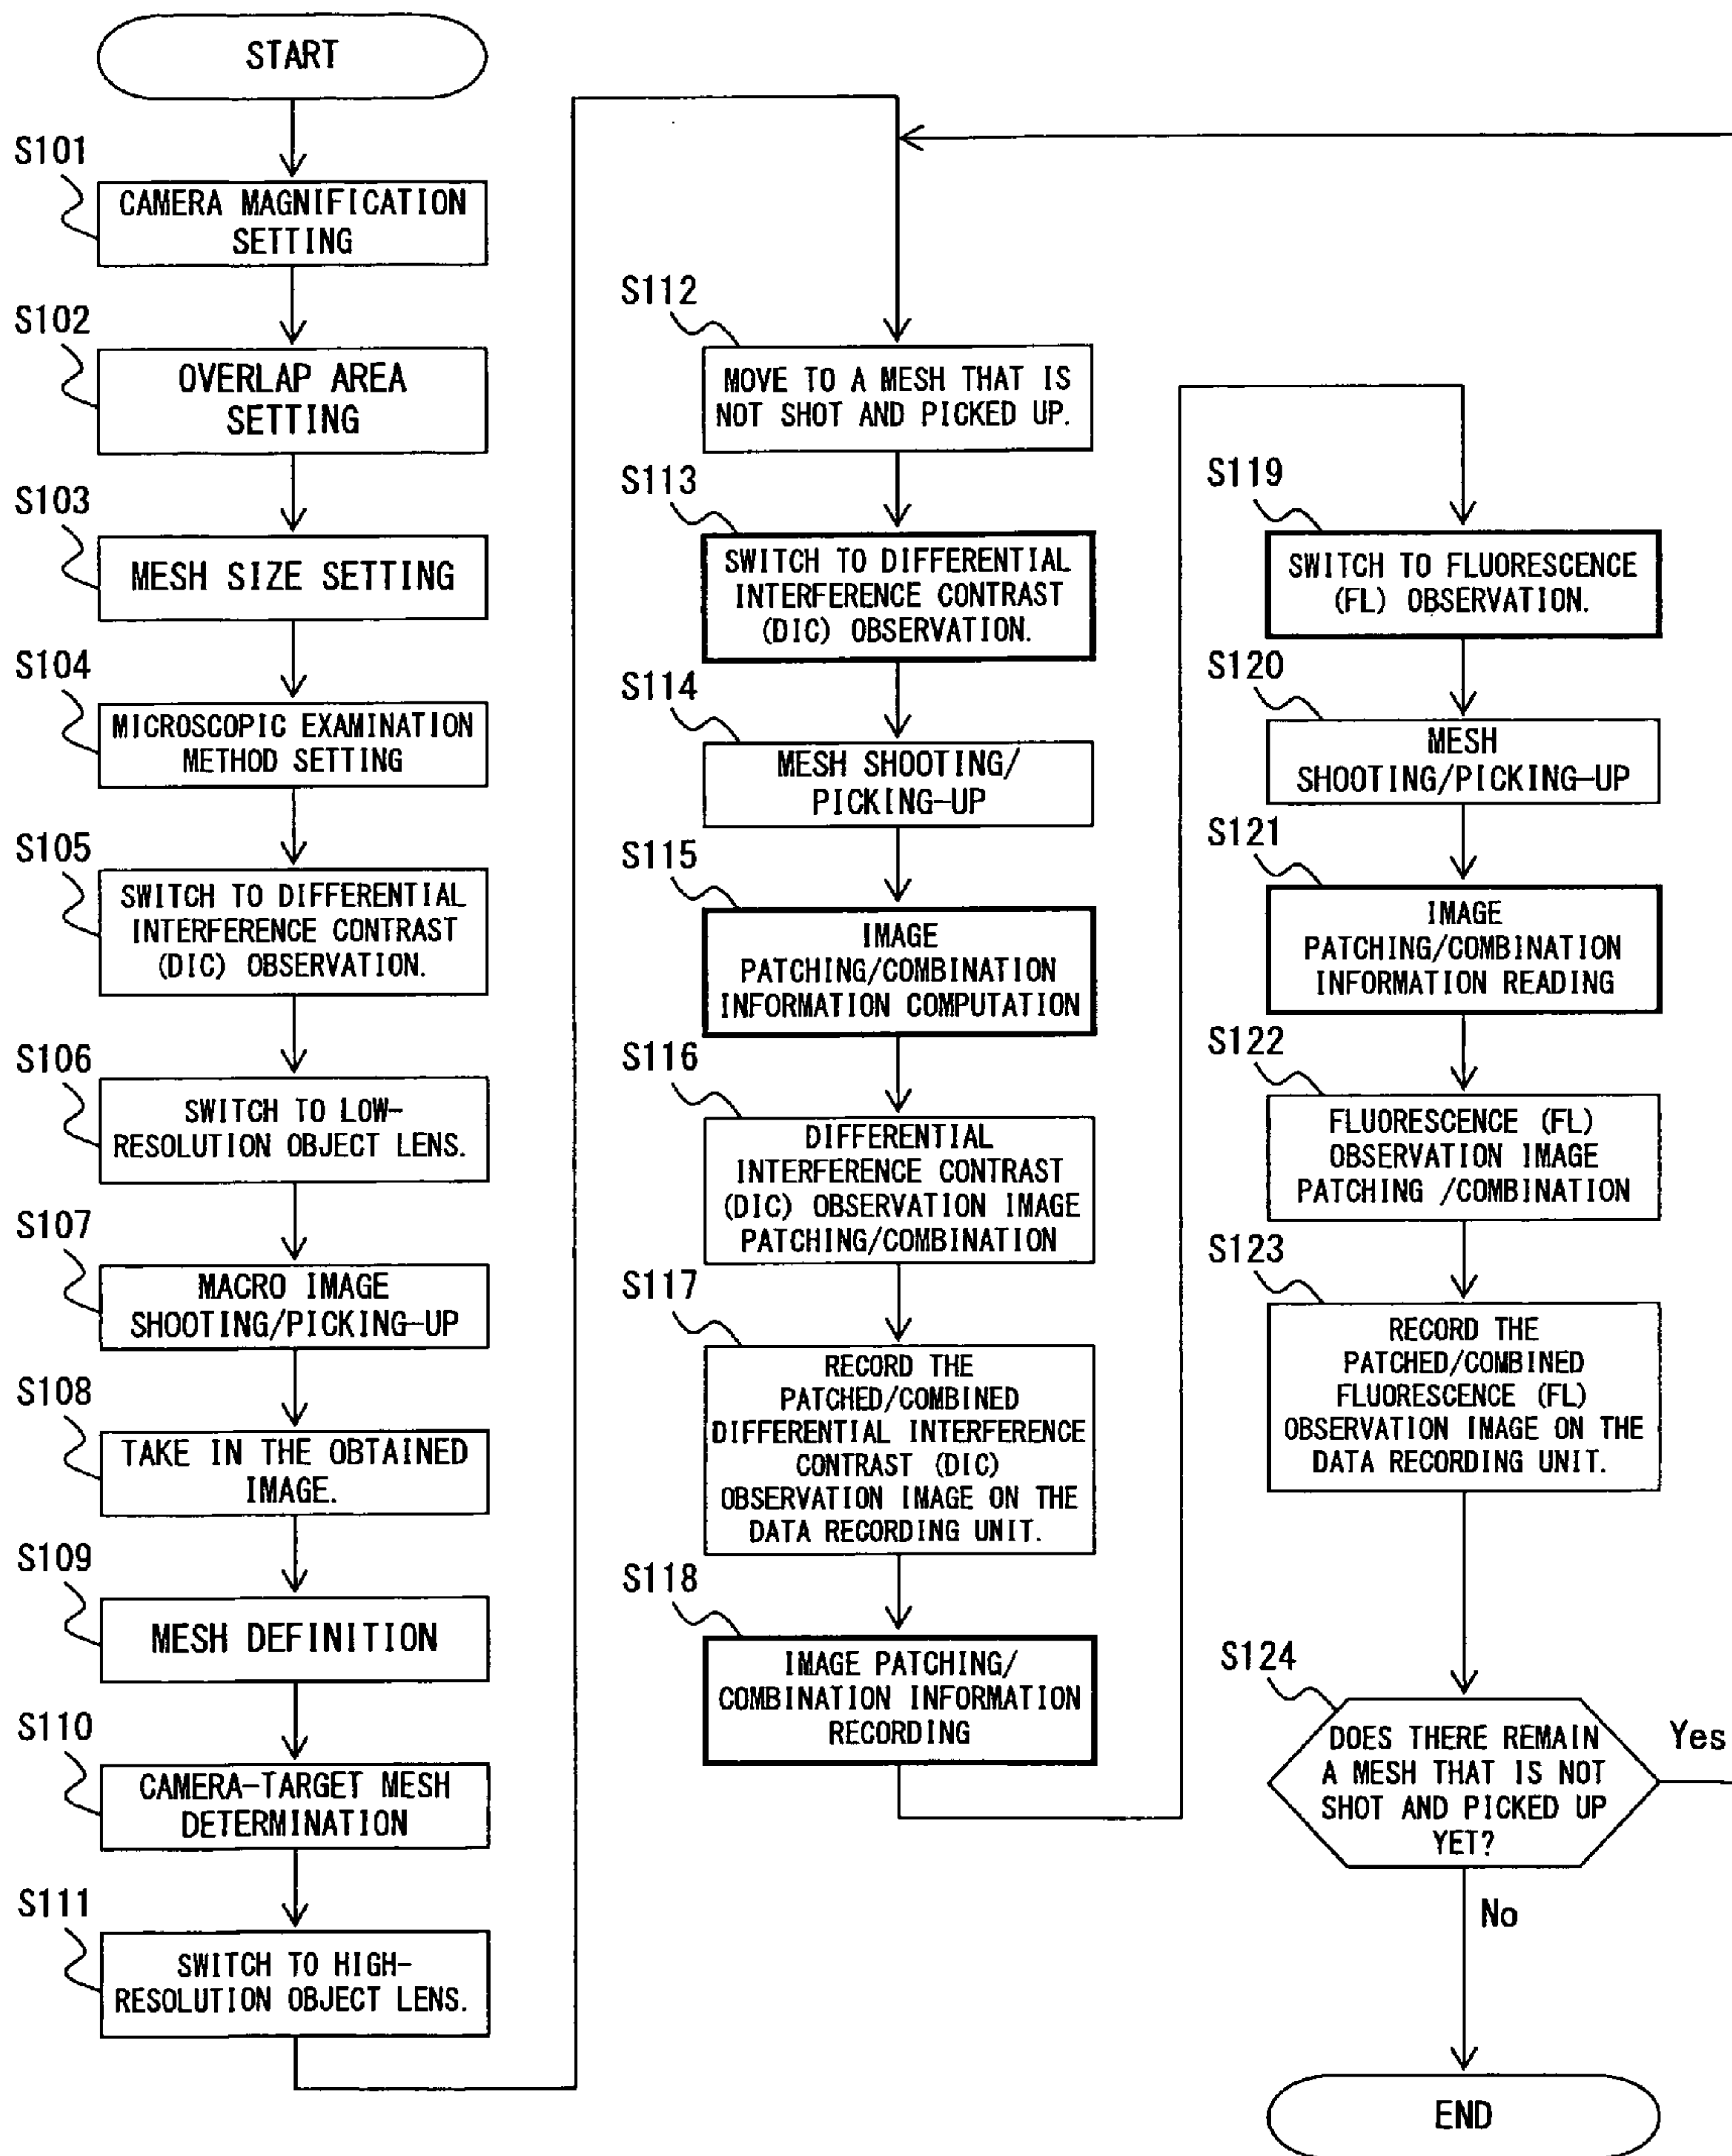 START
S101
CAMERA MAGNIFICATION
SETTING
S102
OVERLAP AREA
SETTING
S103
MESH SIZE SETTING
S104
MICROSCOPIC EXAMINATION
METHOD SETTING
S105
SWITCH TO DIFFERENTIAL
INTERFERENCE CONTRAST
(DIC) OBSERVATION.
S106
SWITCH TO LOW-
RESOLUTION OBJECT LENS.
S107
MACRO IMAGE
SHOOTING/PICKING-UP
S108
TAKE IN THE OBTAINED
IMAGE.
S109
MESH DEFINITION
S110
CAMERA-TARGET MESH
DETERMINATION
S111
SWITCH TO HIGH-
RESOLUTION OBJECT LENS.
S112
MOVE TO A MESH THAT IS
NOT SHOT AND PICKED UP.
S113
SWITCH TO DIFFERENTIAL
INTERFERENCE CONTRAST
(DIC) OBSERVATION.
S114
MESH SHOOTING/
PICKING-UP
S115
IMAGE
PATCHING/COMBINATION
INFORMATION COMPUTATION
S116
DIFFERENTIAL
INTERFERENCE CONTRAST
(DIC) OBSERVATION IMAGE
PATCHING/COMBINATION
S117
RECORD THE
PATCHED/COMBINED
DIFFERENTIAL INTERFERENCE
CONTRAST (DIC)
OBSERVATION IMAGE ON THE
DATA RECORDING UNIT.
S118
IMAGE PATCHING/
COMBINATION INFORMATION
RECORDING
S119
SWITCH TO FLUORESCENCE
(FL) OBSERVATION.
S120
MESH
SHOOTING/PICKING-UP
S121
IMAGE
PATCHING/COMBINATION
INFORMATION READING
S122
FLUORESCENCE (FL)
OBSERVATION IMAGE
PATCHING /COMBINATION
S123
RECORD THE
PATCHED/COMBINED
FLUORESCENCE (FL)
OBSERVATION IMAGE ON THE
DATA RECORDING UNIT.
S124
DOES THERE REMAIN
A MESH THAT IS NOT
SHOT AND PICKED UP
YET?
Yes
No
END